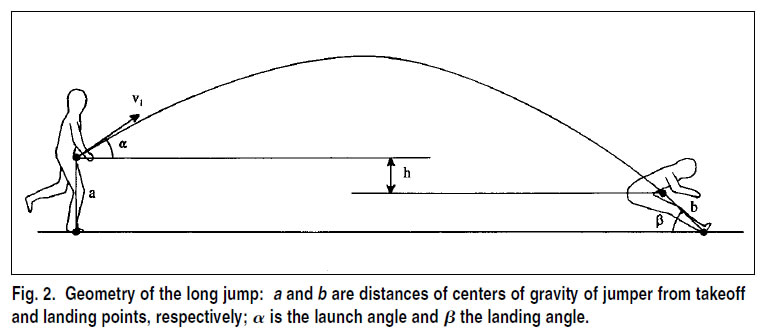 vᵢ
α
h
a
b
β
Fig. 2. Geometry of the long jump: a and b are distances of centers of gravity of jumper from takeoff
and landing points, respectively; α is the launch angle and β the landing angle.